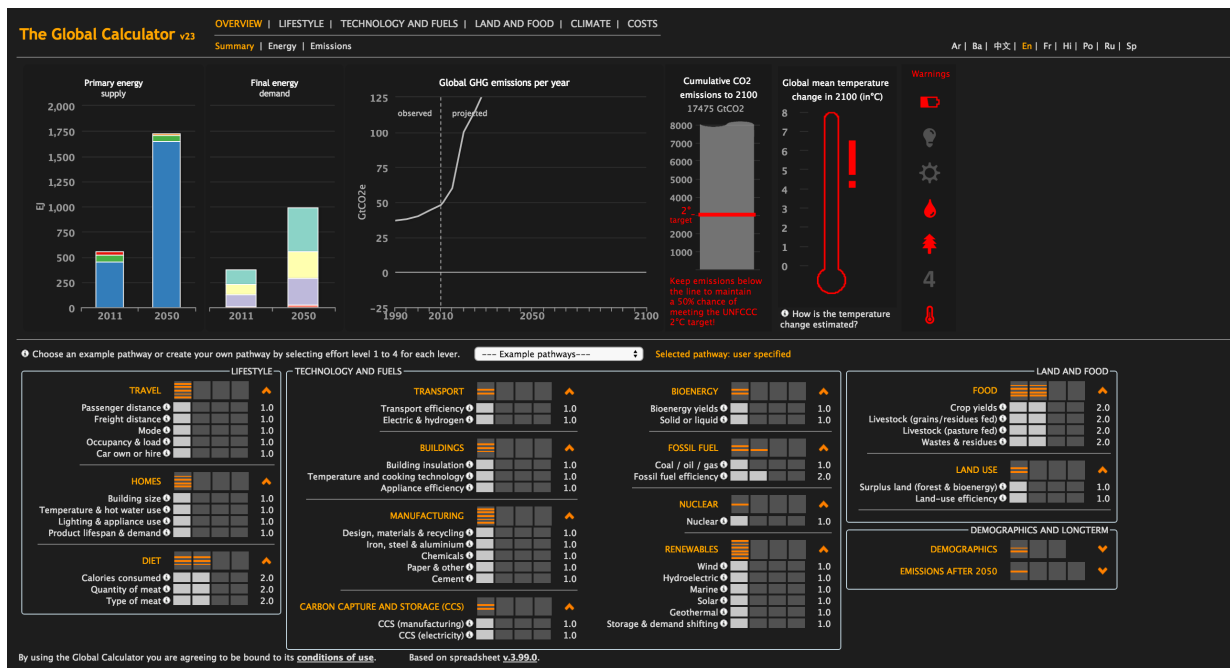 The Global Calculator v23
OVERVIEW | LIFESTYLE | TECHNOLOGY AND FUELS | LAND AND FOOD | CLIMATE | COSTS
Summary | Energy | Emissions
Ar | Ba | 中文 | En | Fr | Hi | Po | Ru | Sp
Primary energy
supply
2,000
1,750
1,500
1,250
1,000
750
500
250
0
EJ
2011
2050
Final energy
demand
2011
2050
Global GHG emissions per year
observed
projected
125
100
75
50
25
0
-25
GtCO2e
1990
2010
2050
2100
Cumulative CO2
emissions to 2100
17475 GtCO2
8000
7000
6000
5000
4000
2°
target
2000
1000
Keep emissions below
the line to maintain
a 50% chance of
meeting the UNFCCC
2°C target!
Global mean temperature
change in 2100 (in°C)
8
7
6
5
4
3
2
1
0
How is the temperature
change estimated?
Warnings
4
Choose an example pathway or create your own pathway by selecting effort level 1 to 4 for each lever.
--- Example pathways---
Selected pathway: user specified
LIFESTYLE
TRAVEL
Passenger distance 1.0
Freight distance 1.0
Mode 1.0
Occupancy & load 1.0
Car own or hire 1.0
HOMES
Building size 1.0
Temperature & hot water use 1.0
Lighting & appliance use 1.0
Product lifespan & demand 1.0
DIET
Calories consumed 2.0
Quantity of meat 2.0
Type of meat 2.0
TECHNOLOGY AND FUELS
TRANSPORT
Transport efficiency 1.0
Electric & hydrogen 1.0
BUILDINGS
Building insulation 1.0
Temperature and cooking technology 1.0
Appliance efficiency 1.0
MANUFACTURING
Design, materials & recycling 1.0
Iron, steel & aluminium 1.0
Chemicals 1.0
Paper & other 1.0
Cement 1.0
CARBON CAPTURE AND STORAGE (CCS)
CCS (manufacturing) 1.0
CCS (electricity) 1.0
BIOENERGY
Bioenergy yields 1.0
Solid or liquid 1.0
FOSSIL FUEL
Coal / oil / gas 1.0
Fossil fuel efficiency 2.0
NUCLEAR
Nuclear 1.0
RENEWABLES
Wind 1.0
Hydroelectric 1.0
Marine 1.0
Solar 1.0
Geothermal 1.0
Storage & demand shifting 1.0
LAND AND FOOD
FOOD
Crop yields 2.0
Livestock (grains/residues fed) 2.0
Livestock (pasture fed) 2.0
Wastes & residues 2.0
LAND USE
Surplus land (forest & bioenergy) 1.0
Land-use efficiency 1.0
DEMOGRAPHICS AND LONGTERM
DEMOGRAPHICS
EMISSIONS AFTER 2050
By using the Global Calculator you are agreeing to be bound to its conditions of use.
Based on spreadsheet v.3.99.0.